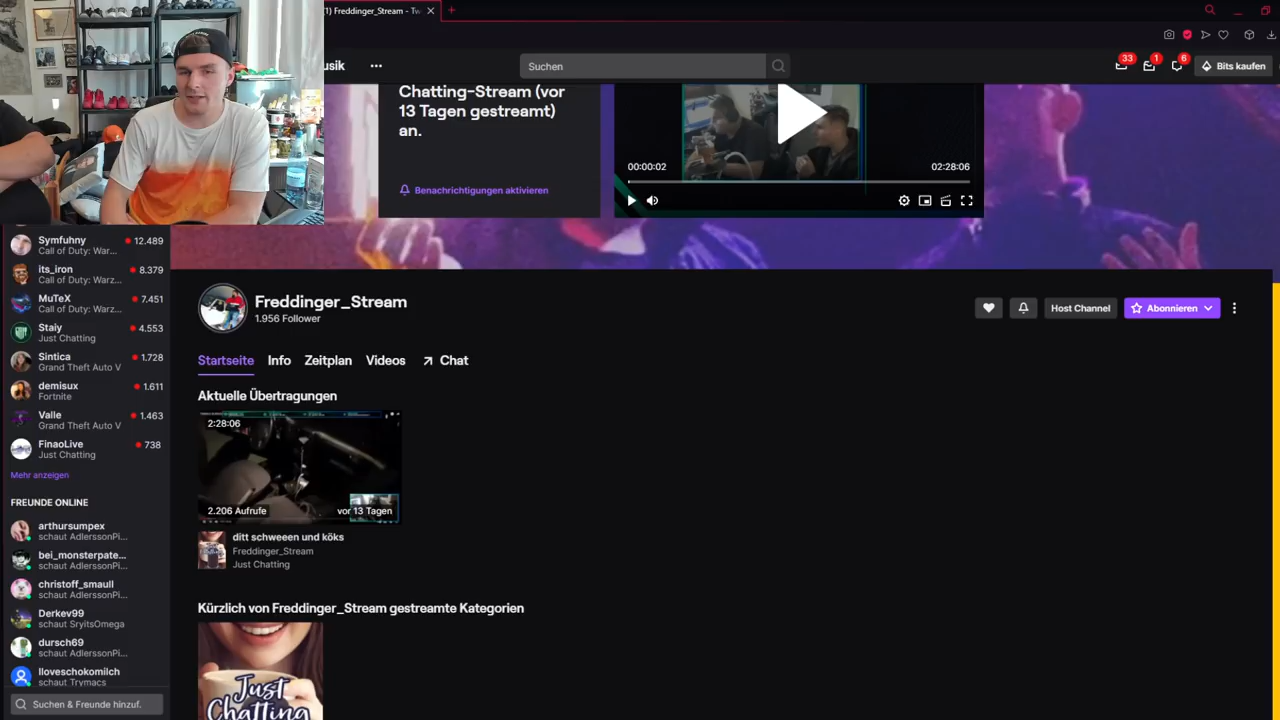 (1) Freddinger_Stream - Tw
usik
Suchen
33
1
6
Bits kaufen
Chatting-Stream (vor
13 Tagen gestreamt)
an.
Benachrichtigungen aktivieren
00:00:02
02:28:06
Symfuhny
12.489
Call of Duty: War...
its_iron
8.379
Call of Duty: Warz...
MuTeX
7.451
Call of Duty: Warz...
Staiy
4.553
Just Chatting
Sintica
1.728
Grand Theft Auto V
demisux
1.611
Fortnite
Valle
1.463
Grand Theft Auto V
FinaoLive
738
Just Chatting
Mehr anzeigen
FREUNDE ONLINE
arthursumpex
schaut AdlerssonPi...
bei_monsterpate...
schaut AdlerssonPi...
christoff_smaull
schaut AdlerssonPi...
Derkev99
schaut SryitsOmega
dursch69
schaut AdlerssonPi...
Iloveschokomilch
schaut Trymacs
Suchen & Freunde hinzuf.
Freddinger_Stream
1.956 Follower
Host Channel
Abonnieren
Startseite
Info
Zeitplan
Videos
Chat
Aktuelle Übertragungen
2:28:06
2.206 Aufrufe
vor 13 Tagen
ditt schweeen und köks
Freddinger_Stream
Just Chatting
Kürzlich von Freddinger_Stream gestreamte Kategorien
Just
Chatting